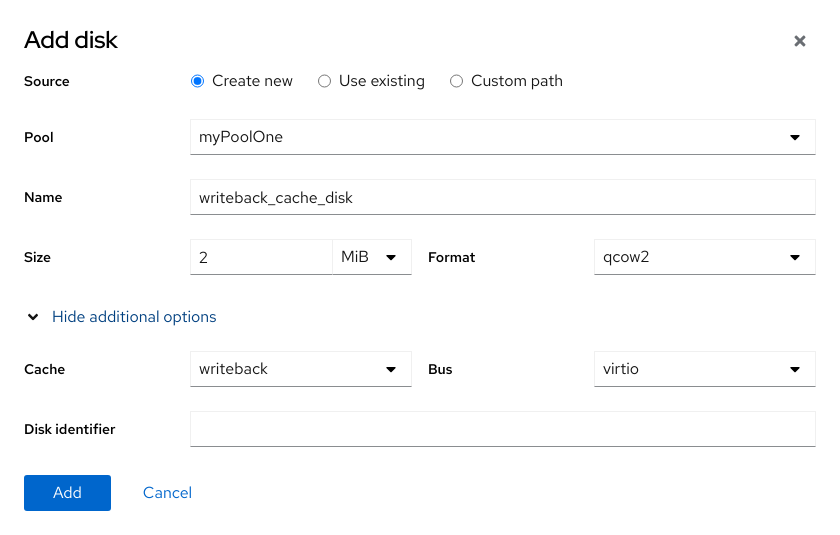 Add disk
Source Create new Use existing Custom path
Pool myPoolOne
Name writeback_cache_disk
Size 2 MiB Format qcow2
Hide additional options
Cache writeback Bus virtio
Disk identifier
Add Cancel